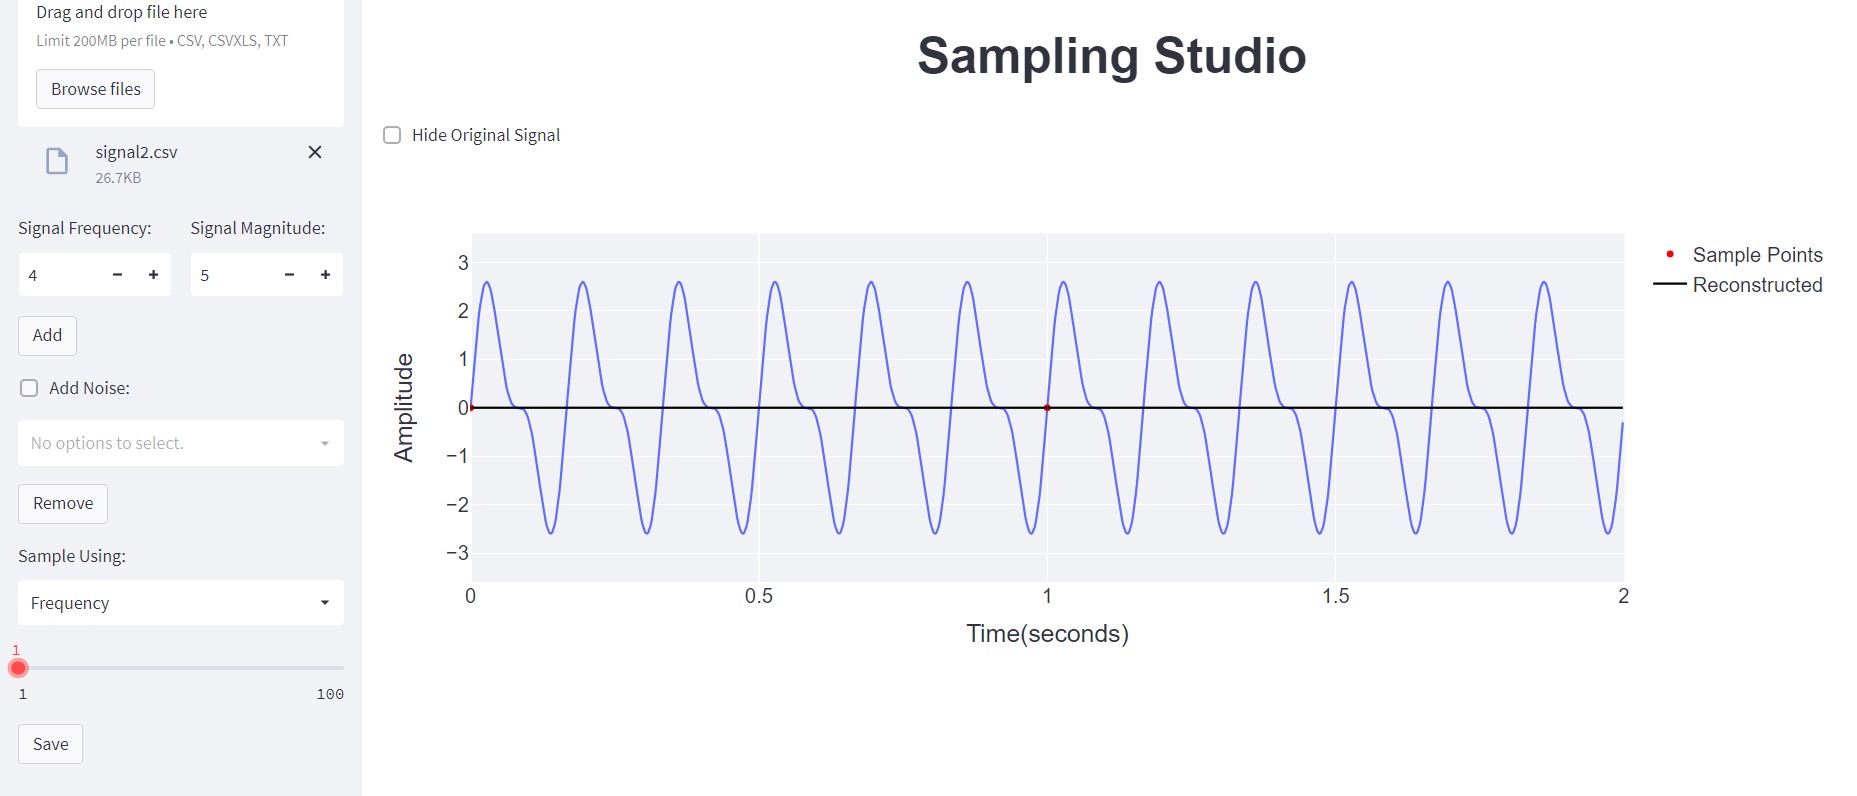 Drag and drop file here
Limit 200MB per file • CSV, CSVXLS, TXT
Browse files
signal2.csv
26.7KB
Signal Frequency: Signal Magnitude:
4 − + 5 − +
Add
Add Noise:
No options to select.
Remove
Sample Using:
Frequency
1
1 100
Save
Sampling Studio
Hide Original Signal
Sample Points
Reconstructed
Amplitude
3
2
1
0
−1
−2
−3
0 0.5 1 1.5 2
Time(seconds)